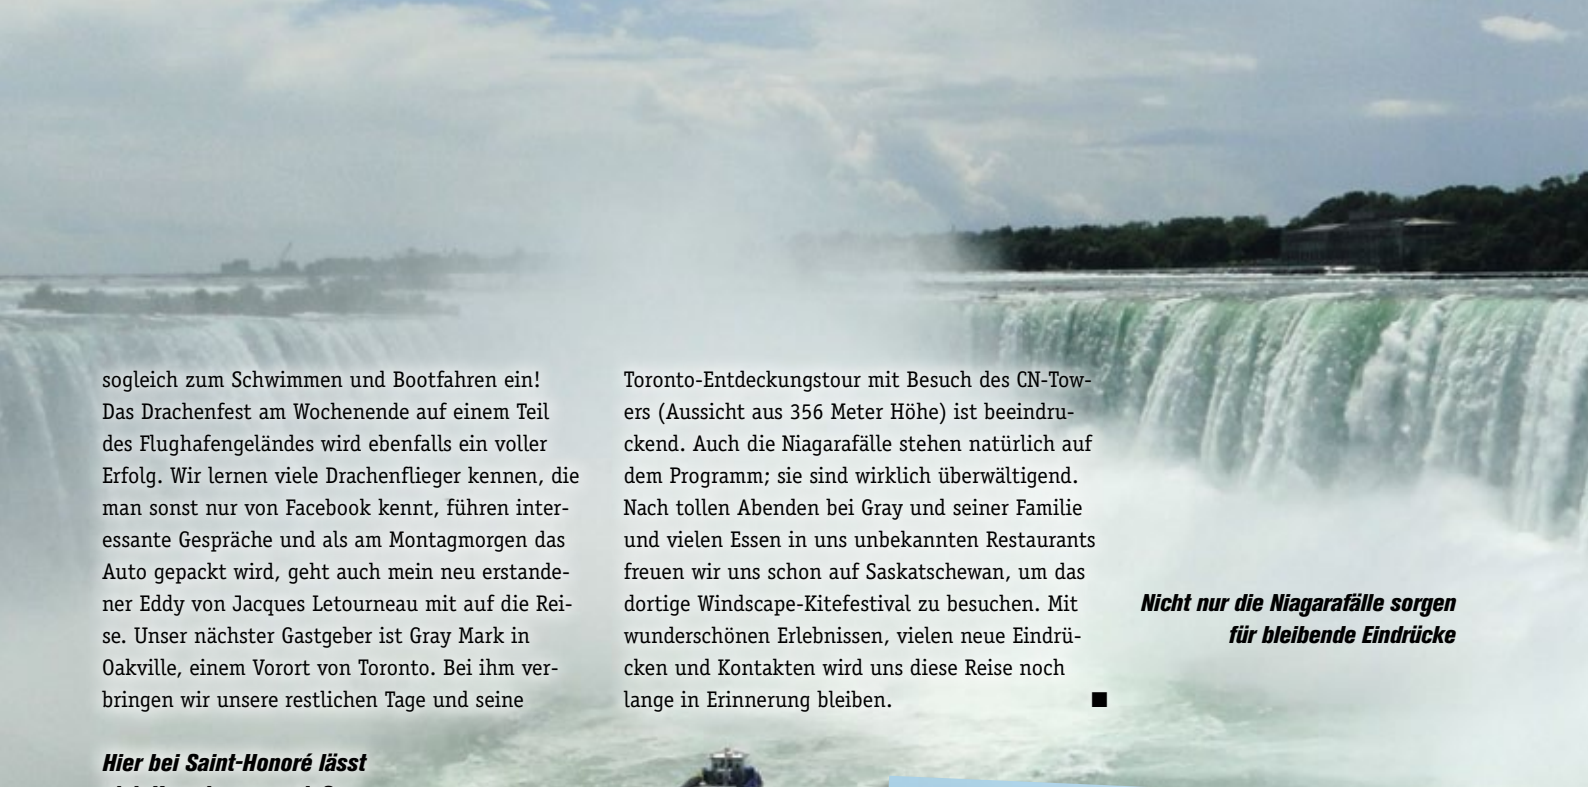 sogleich zum Schwimmen und Bootfahren ein!
Das Drachenfest am Wochenende auf einem Teil
des Flughafengeländes wird ebenfalls ein voller
Erfolg. Wir lernen viele Drachenflieger kennen, die
man sonst nur von Facebook kennt, führen inter-
essante Gespräche und als am Montagmorgen das
Auto gepackt wird, geht auch mein neu erstande-
ner Eddy von Jacques Letourneau mit auf die Rei-
se. Unser nächster Gastgeber ist Gray Mark in
Oakville, einem Vorort von Toronto. Bei ihm ver-
bringen wir unsere restlichen Tage und seine
Toronto-Entdeckungstour mit Besuch des CN-Tow-
ers (Aussicht aus 356 Meter Höhe) ist beeindru-
ckend. Auch die Niagarafälle stehen natürlich auf
dem Programm; sie sind wirklich überwältigend.
Nach tollen Abenden bei Gray und seiner Familie
und vielen Essen in uns unbekannten Restaurants
freuen wir uns schon auf Saskatschewan, um das
dortige Windscape-Kitefestival zu besuchen. Mit
wunderschönen Erlebnissen, vielen neue Eindrü-
cken und Kontakten wird uns diese Reise noch
lange in Erinnerung bleiben. ■
Nicht nur die Niagarafälle sorgen
für bleibende Eindrücke
Hier bei Saint-Honoré lässt